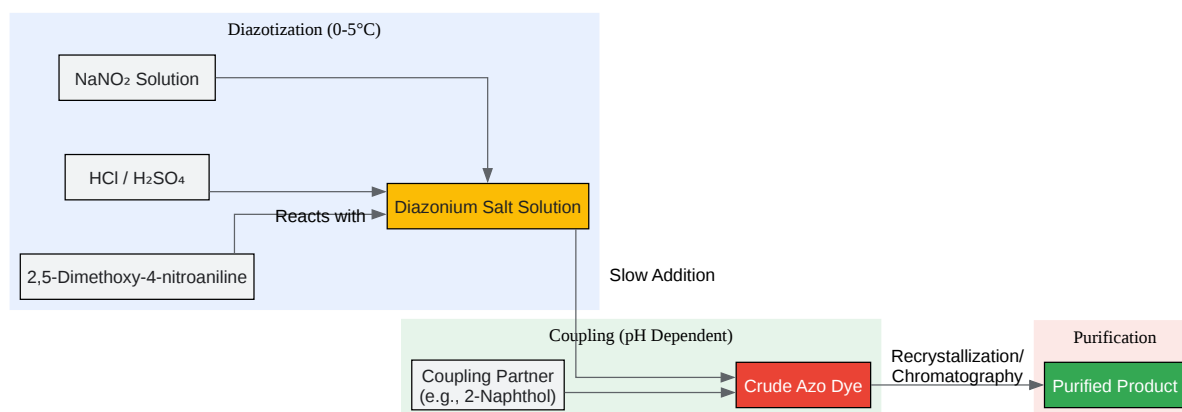 Diazotization (0-5°C)
NaNO₂ Solution
HCl / H₂SO₄
Diazonium Salt Solution
Reacts with
2,5-Dimethoxy-4-nitroaniline
Slow Addition
Coupling (pH Dependent)
Coupling Partner
(e.g., 2-Naphthol)
Crude Azo Dye
Recrystallization/
Chromatography
Purification
Purified Product